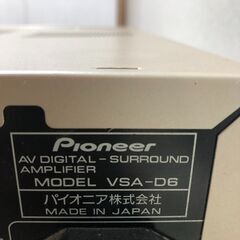 Pioneer
AV DIGITAL - SURROUND
AMPLIFIER
MODEL VSA-D6
パイオニア株式会社
MADE IN JAPAN